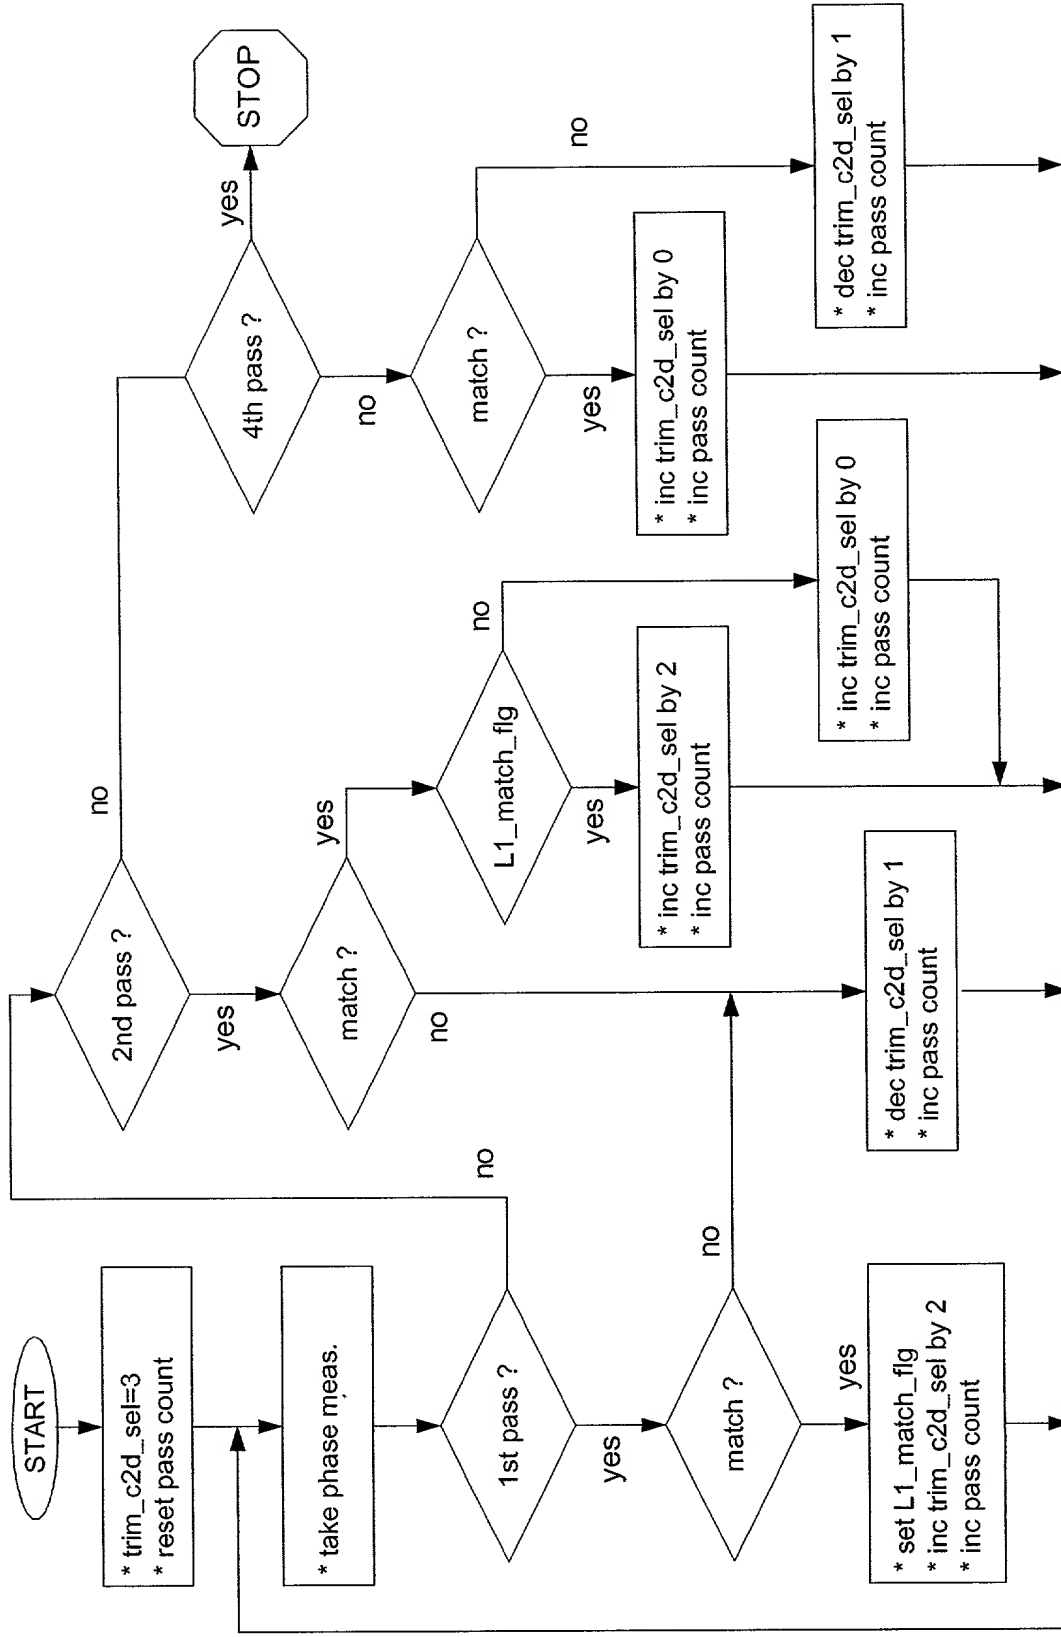 START
* trim_c2d_sel=3
* reset pass count
* take phase meas.
1st pass ?
no
yes
match ?
no
yes
* set L1_match_flg
* inc trim_c2d_sel by 2
* inc pass count
2nd pass ?
no
yes
match ?
yes
no
* dec trim_c2d_sel by 1
* inc pass count
L1_match_flg
no
yes
* inc trim_c2d_sel by 2
* inc pass count
* inc trim_c2d_sel by 0
* inc pass count
4th pass ?
yes
STOP
no
match ?
no
yes
* inc trim_c2d_sel by 0
* inc pass count
* dec trim_c2d_sel by 1
* inc pass count